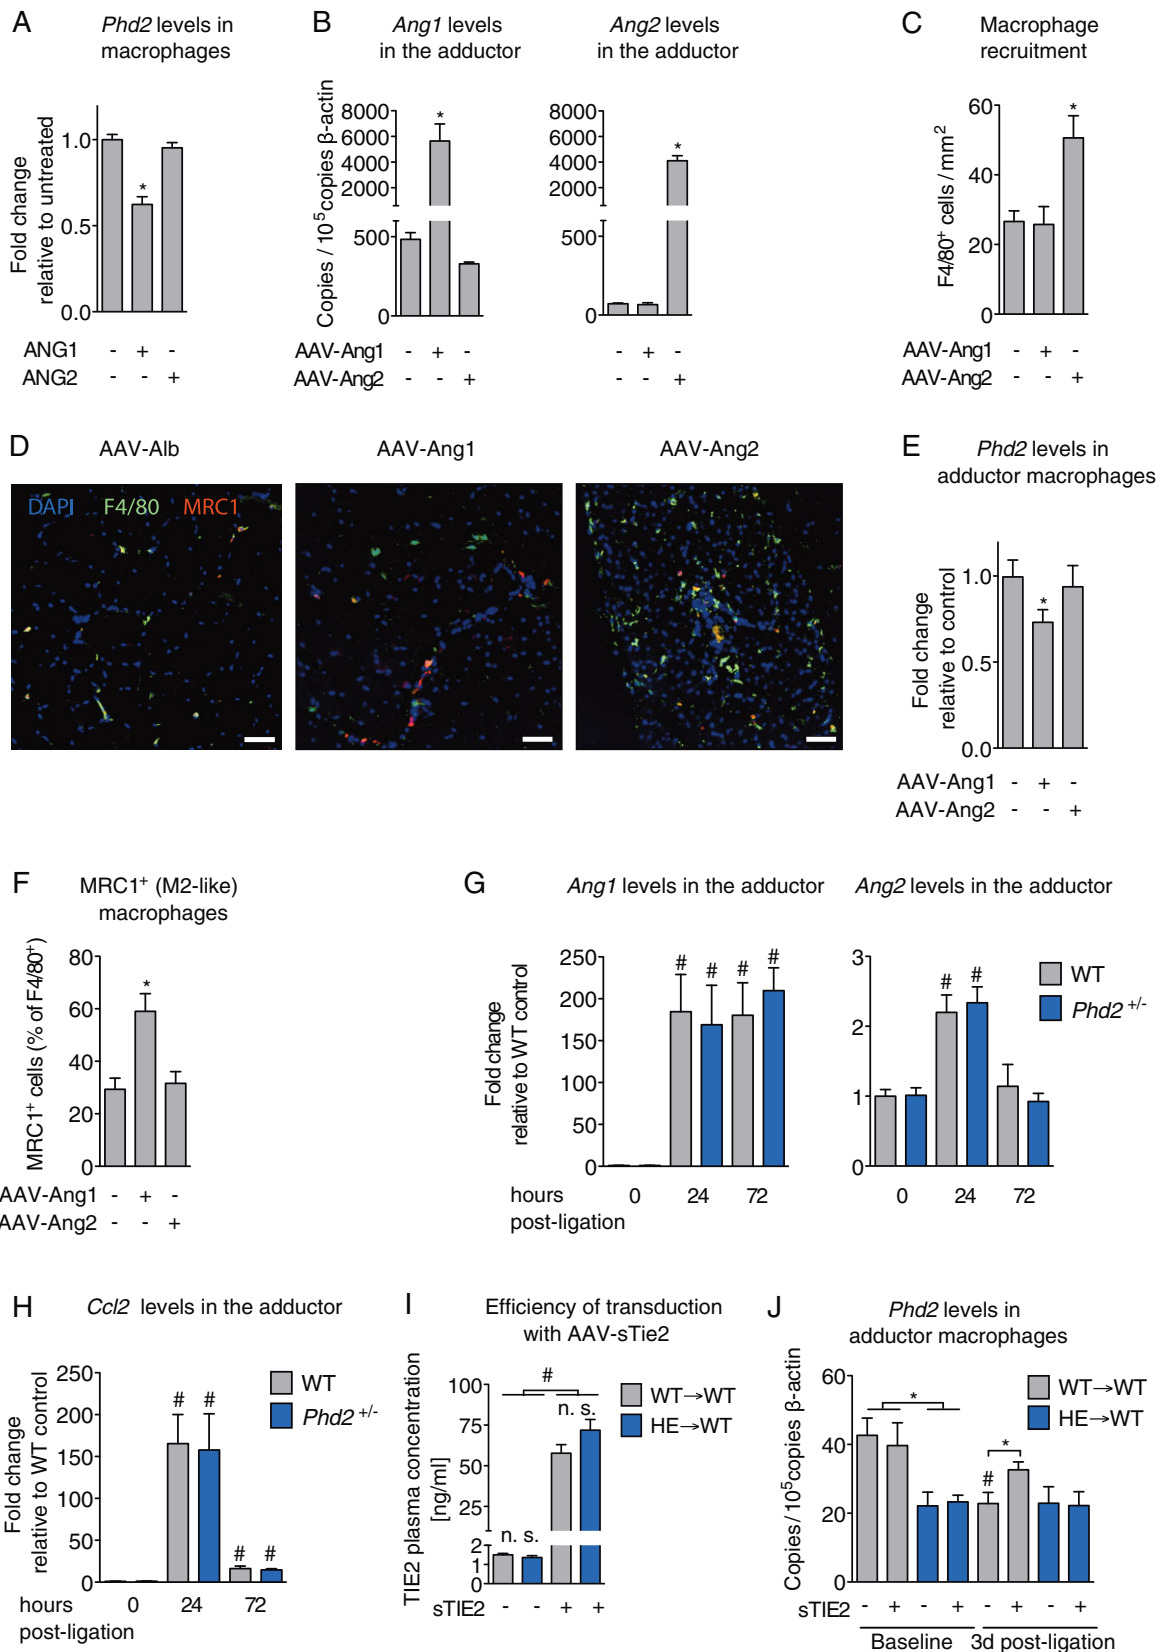 A
Phd2 levels in
macrophages
Fold change
relative to untreated
1.0
0.5
0.0
*
ANG1 - + -
ANG2 - - +
B
Ang1 levels
in the adductor
Ang2 levels
in the adductor
Copies / 10⁵copies β-actin
8000
6000
4000
2000
500
0
*
8000
6000
4000
2000
500
0
*
AAV-Ang1 - + - - + -
AAV-Ang2 - - + - - +
C
Macrophage
recruitment
F4/80⁺ cells / mm²
60
40
20
0
*
AAV-Ang1 - + -
AAV-Ang2 - - +
D
AAV-Alb
AAV-Ang1
AAV-Ang2
DAPI F4/80 MRC1
E
Phd2 levels in
adductor macrophages
Fold change
relative to control
1.0
0.5
0.0
*
AAV-Ang1 - + -
AAV-Ang2 - - +
F
MRC1⁺ (M2-like)
macrophages
MRC1⁺ cells (% of F4/80⁺)
80
60
40
20
0
*
AAV-Ang1 - + -
AAV-Ang2 - - +
G
Ang1 levels in the adductor
Ang2 levels in the adductor
Fold change
relative to WT control
250
200
150
100
50
0
# # # #
3
2
1
0
# #
WT
Phd2 +/-
hours
post-ligation
0 24 72
0 24 72
H
Ccl2 levels in the adductor
Fold change
relative to WT control
250
200
150
100
50
0
# # # #
WT
Phd2 +/-
hours
post-ligation
0 24 72
I
Efficiency of transduction
with AAV-sTie2
TIE2 plasma concentration
[ng/ml]
100
75
50
25
2
1
0
#
n. s.
n. s.
WT→WT
HE→WT
sTIE2 - - + +
J
Phd2 levels in
adductor macrophages
Copies / 10⁵copies β-actin
60
40
20
0
*
*
#
WT→WT
HE→WT
sTIE2 - + - + - + - +
Baseline 3d post-ligation